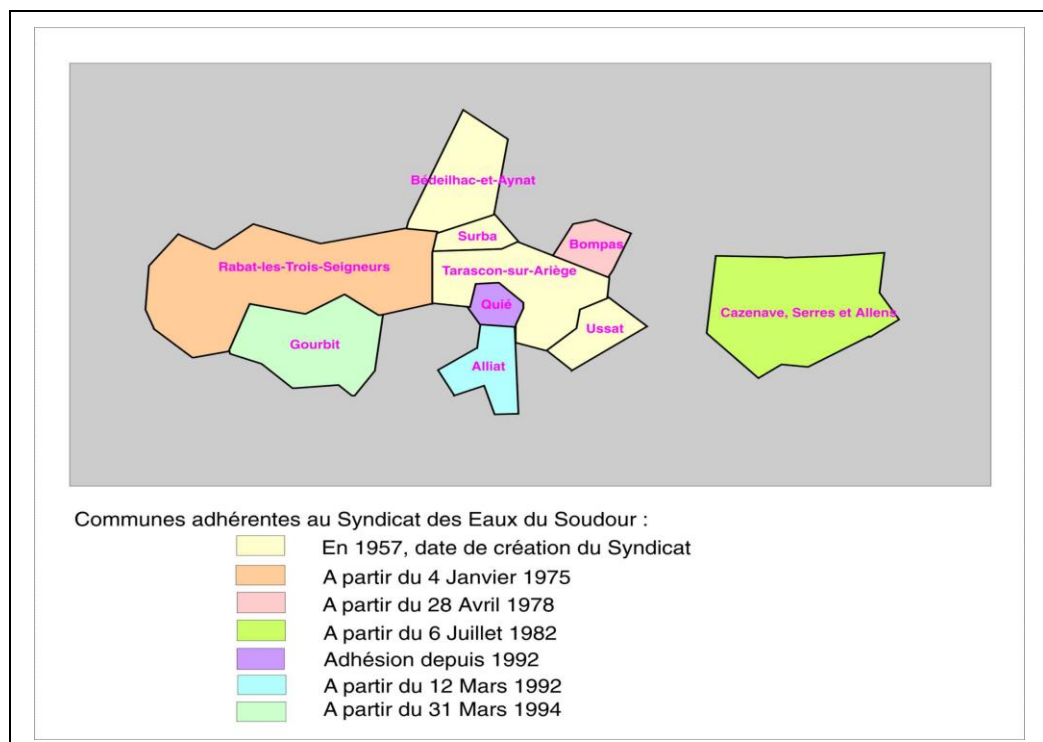 Bédeilhac-et-Aynat
Surba
Bompas
Rabat-les-Trois-Seigneurs
Tarascon-sur-Ariège
Quié
Cazenave, Serres et Allens
Ussat
Gourbit
Alliat
Communes adhérentes au Syndicat des Eaux du Soudour :
En 1957, date de création du Syndicat
A partir du 4 Janvier 1975
A partir du 28 Avril 1978
A partir du 6 Juillet 1982
Adhésion depuis 1992
A partir du 12 Mars 1992
A partir du 31 Mars 1994